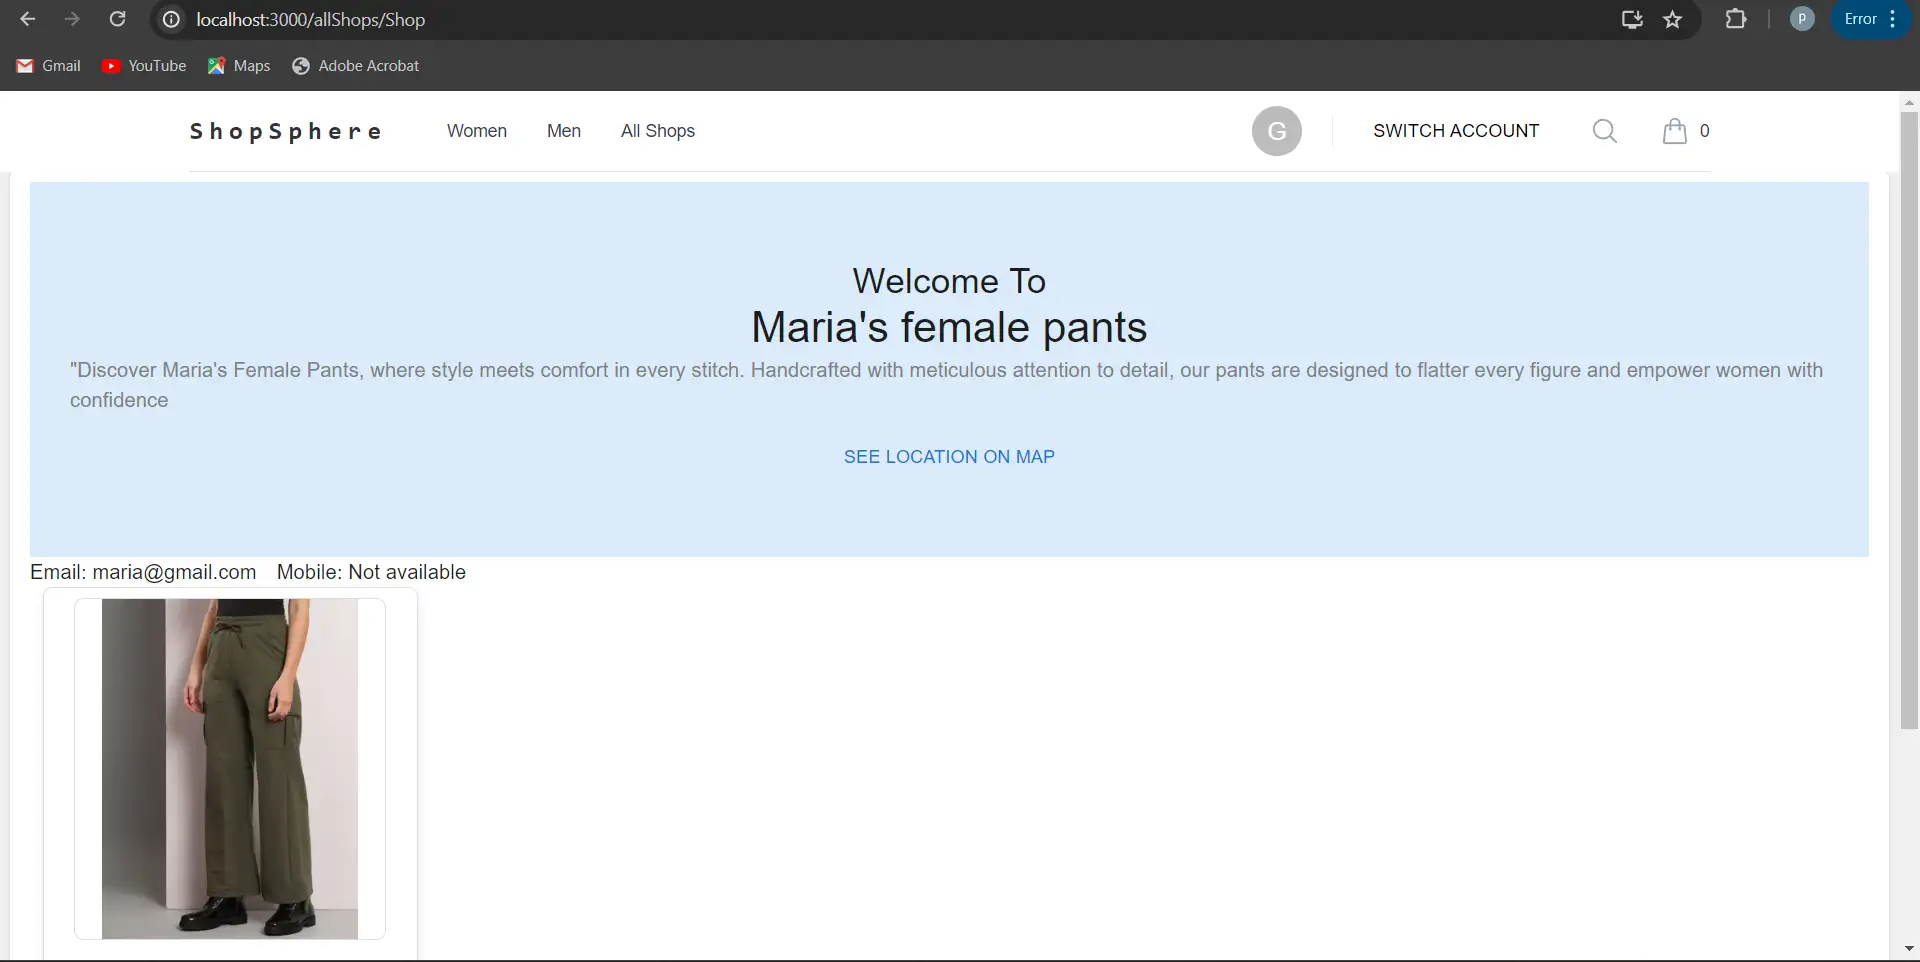 localhost:3000/allShops/Shop
P
Error
Gmail YouTube Maps Adobe Acrobat
ShopSphere Women Men All Shops G SWITCH ACCOUNT 0
Welcome To
Maria's female pants
"Discover Maria's Female Pants, where style meets comfort in every stitch. Handcrafted with meticulous attention to detail, our pants are designed to flatter every figure and empower women with
confidence
SEE LOCATION ON MAP
Email: maria@gmail.com Mobile: Not available